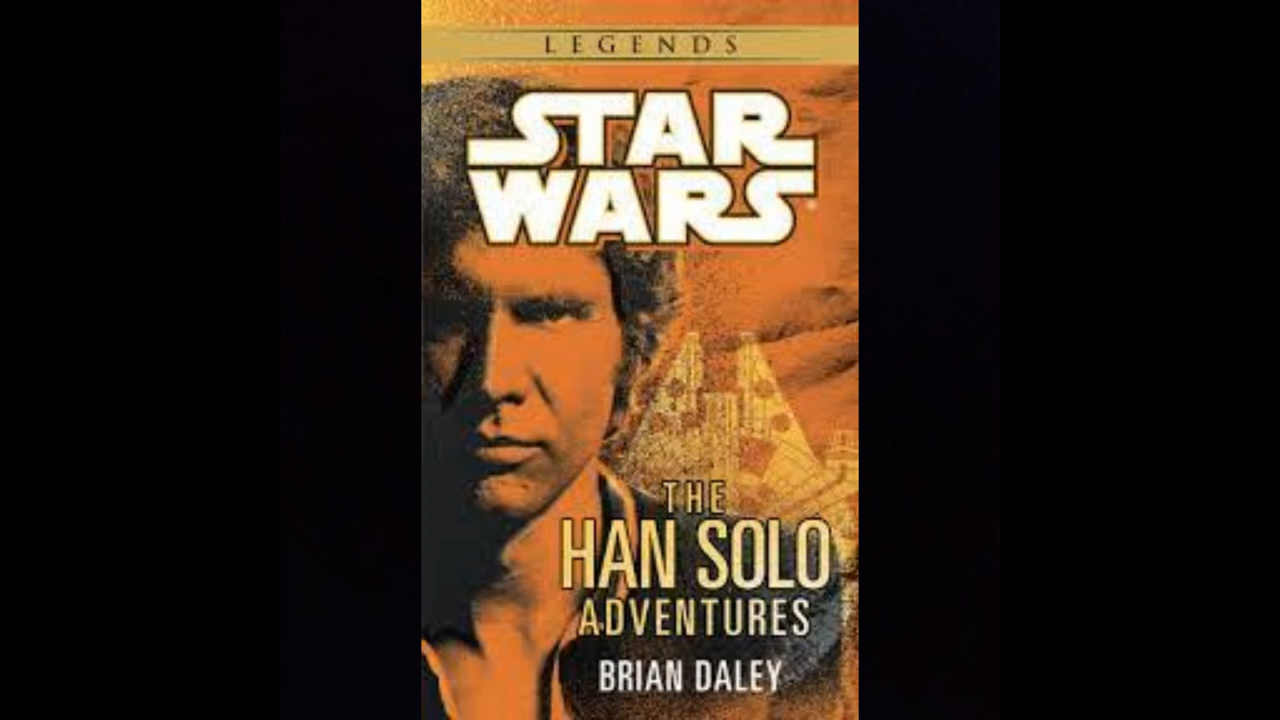 LEGENDS
STAR
WARS
THE
HAN SOLO
ADVENTURES
BRIAN DALEY